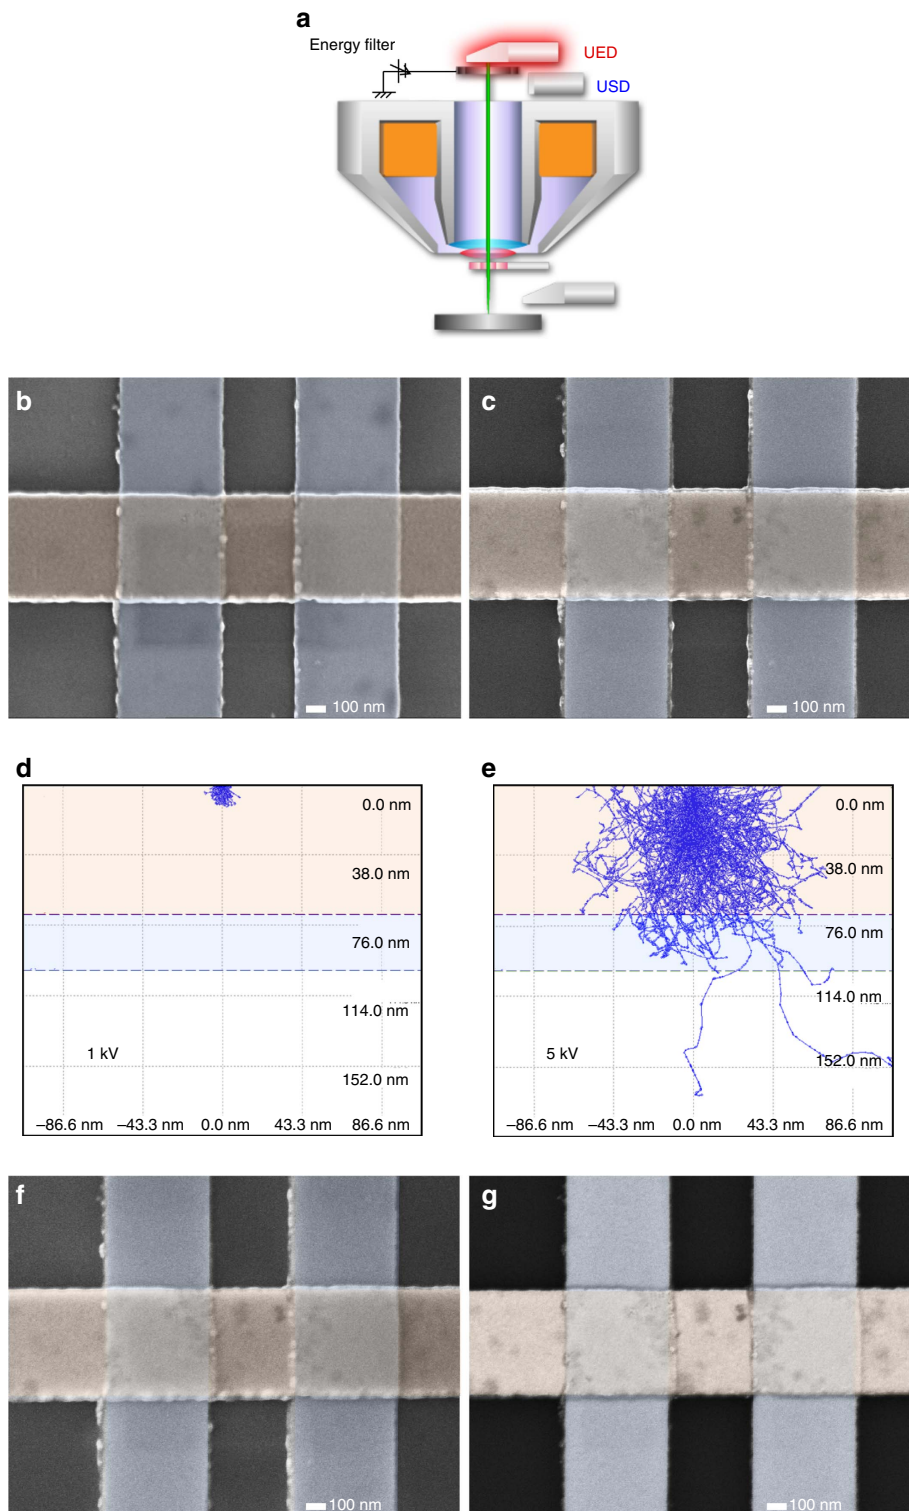 a
Energy filter
UED
USD
b
100 nm
c
100 nm
d
0.0 nm
38.0 nm
76.0 nm
114.0 nm
1 kV
152.0 nm
–86.6 nm –43.3 nm 0.0 nm 43.3 nm 86.6 nm
e
0.0 nm
38.0 nm
76.0 nm
114.0 nm
5 kV
152.0 nm
–86.6 nm –43.3 nm 0.0 nm 43.3 nm 86.6 nm
f
100 nm
g
100 nm